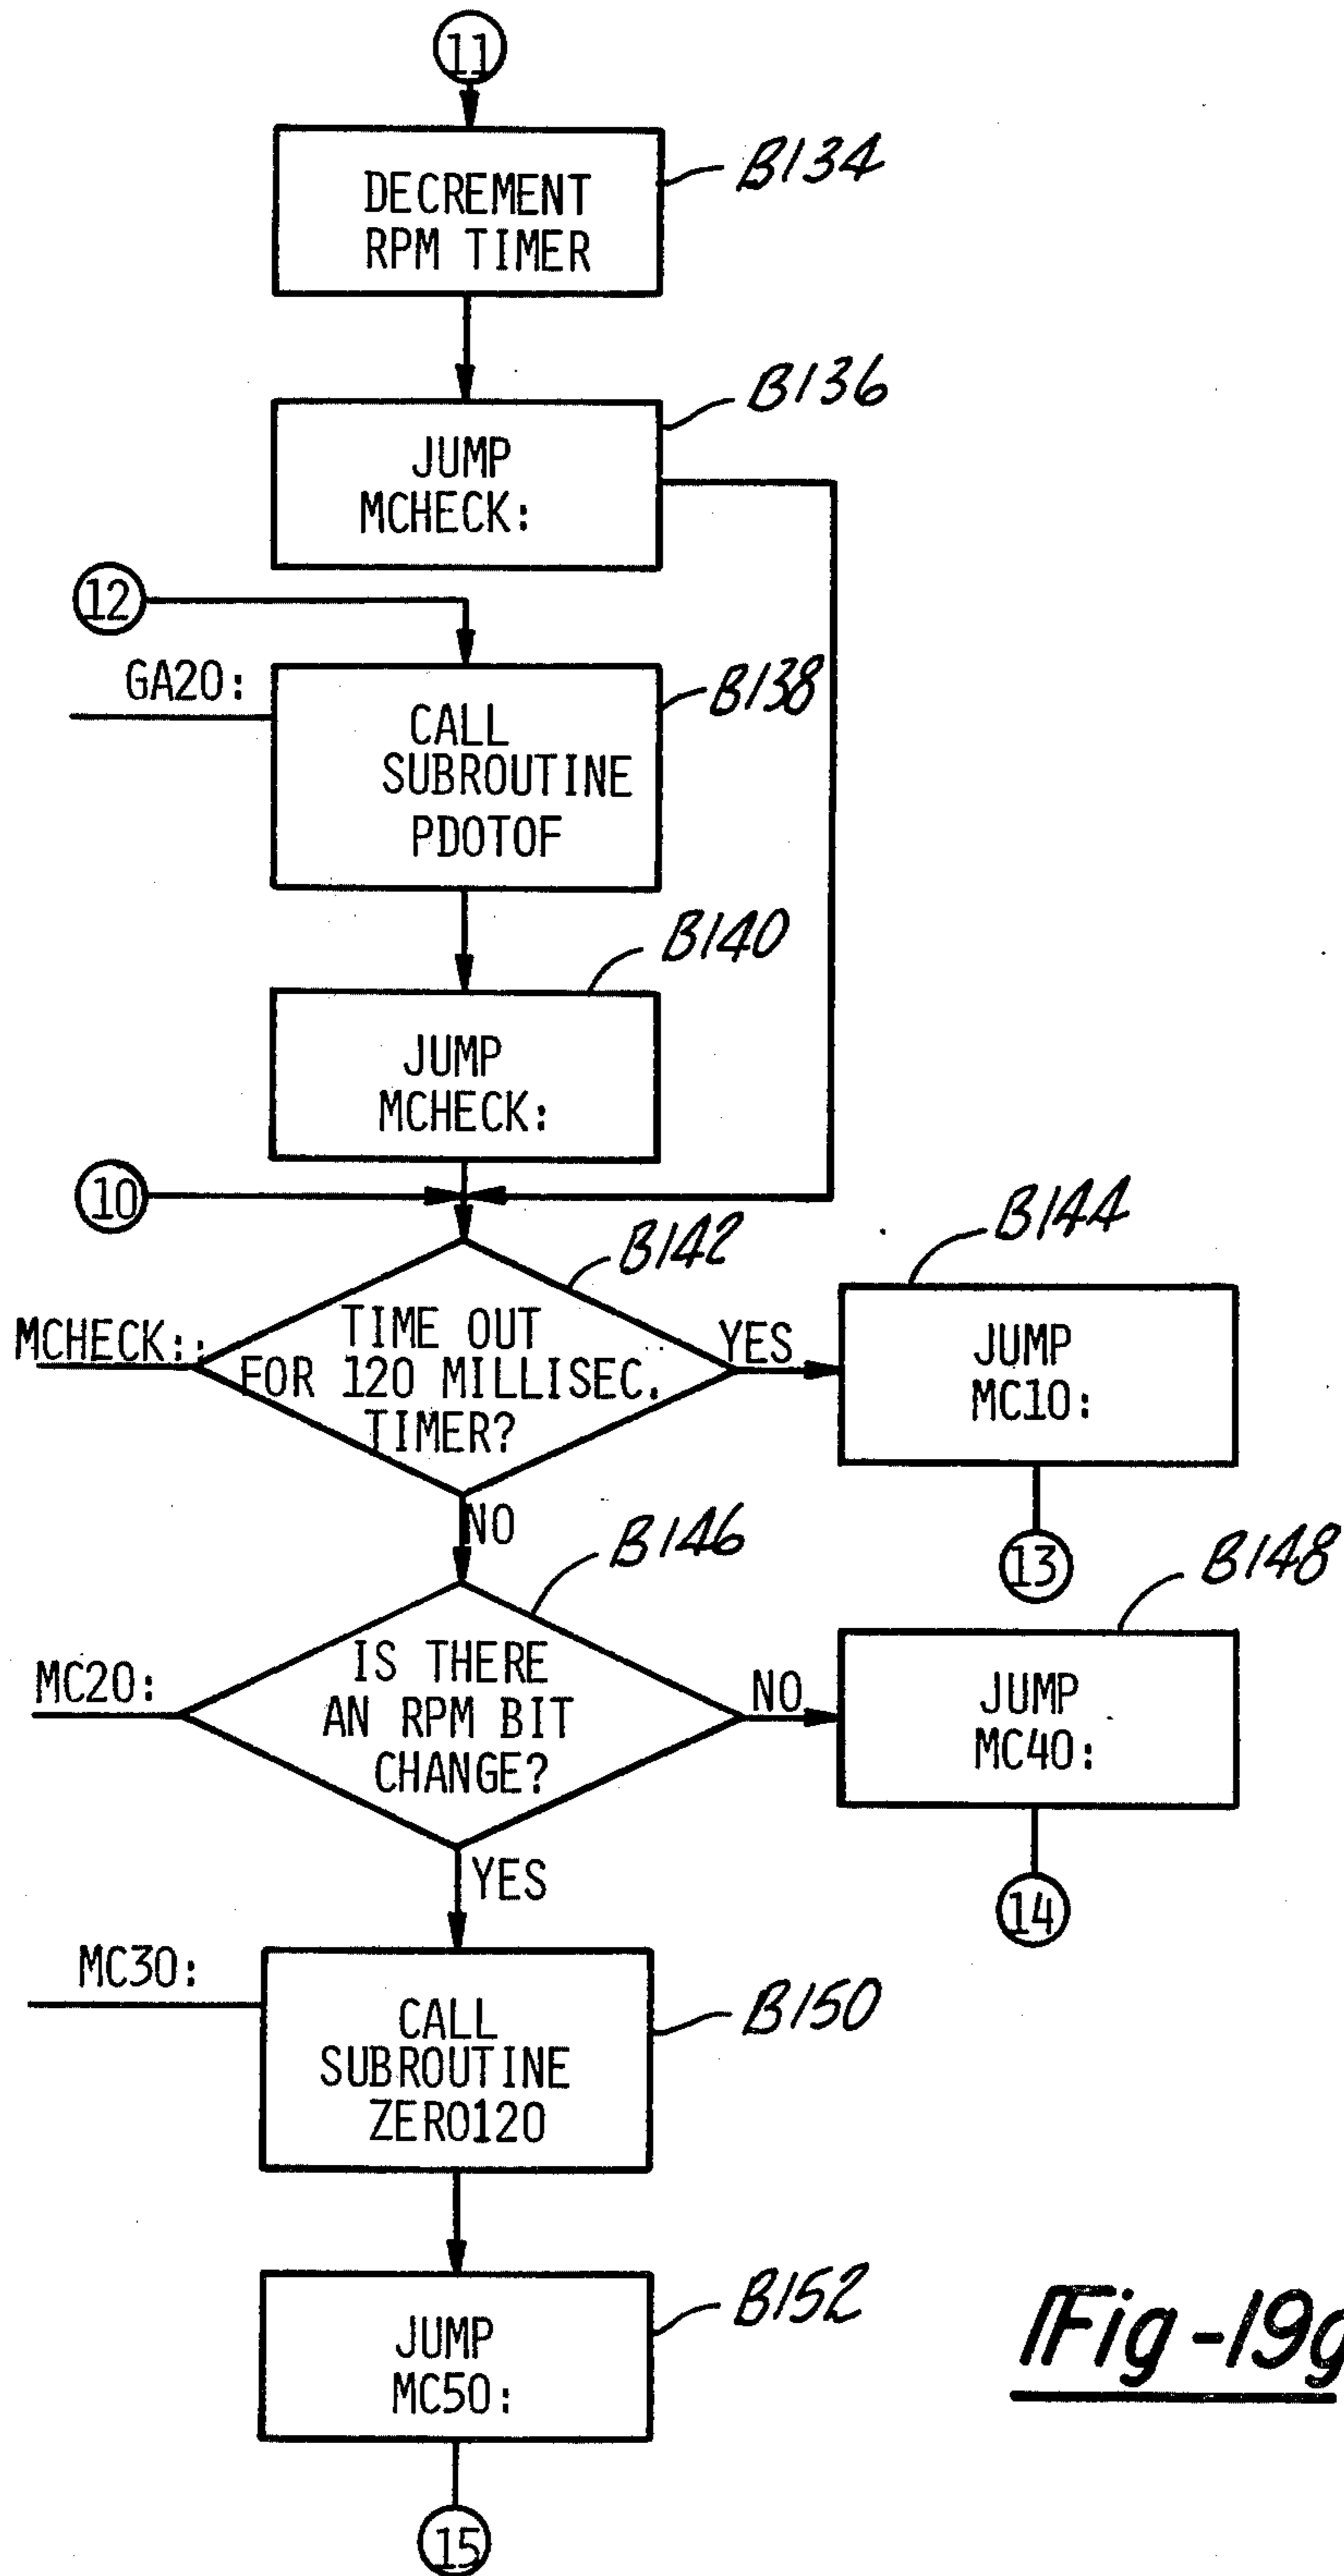 11
DECREMENT
RPM TIMER
B134
JUMP
MCHECK:
B136
12
GA20:
CALL
SUBROUTINE
PDOTOF
B138
JUMP
MCHECK:
B140
10
MCHECK:
TIME OUT
FOR 120 MILLISEC.
TIMER?
B142
YES
JUMP
MC10:
B144
13
NO
MC20:
IS THERE
AN RPM BIT
CHANGE?
B146
NO
JUMP
MC40:
B148
14
YES
MC30:
CALL
SUBROUTINE
ZERO120
B150
JUMP
MC50:
B152
15
Fig-19g